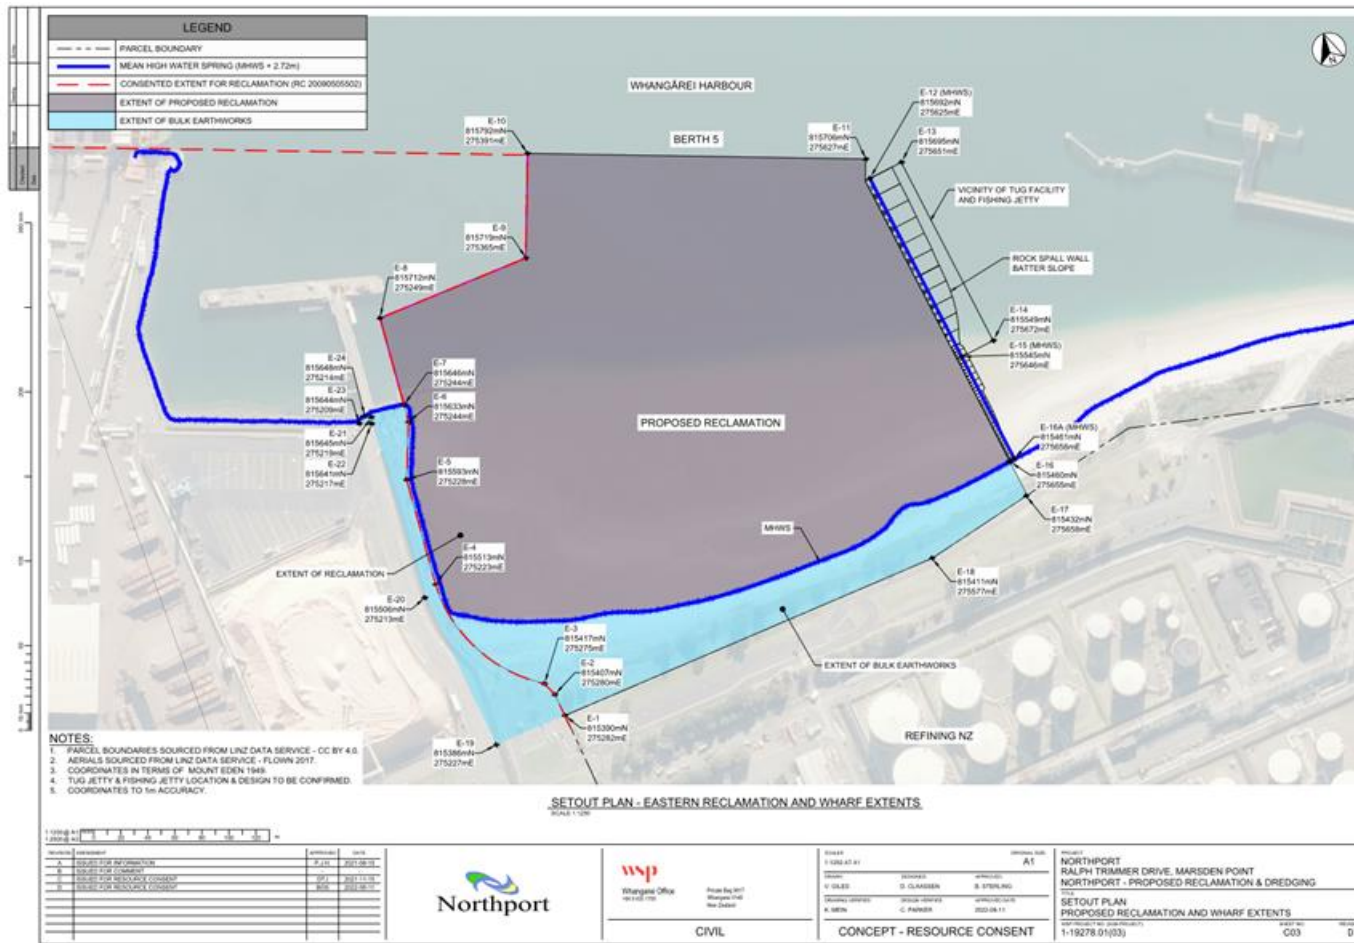 LEGEND
PARCEL BOUNDARY
MEAN HIGH WATER SPRING (MHWS + 2.72m)
CONSENTED EXTENT FOR RECLAMATION (RC 20090505502)
EXTENT OF PROPOSED RECLAMATION
EXTENT OF BULK EARTHWORKS
WHANGĀREI HARBOUR
BERTH 5
E-10
815792mN
275391mE
E-11
815706mN
275627mE
E-12 (MHWS)
815692mN
275625mE
E-13
815695mN
275651mE
VICINITY OF TUG FACILITY
AND FISHING JETTY
E-9
815719mN
275365mE
ROCK SPALL WALL
BATTER SLOPE
E-8
815712mN
275249mE
E-14
815549mN
275672mE
E-15 (MHWS)
815545mN
275646mE
E-24
815648mN
275214mE
E-23
815644mN
275209mE
E-21
815645mN
275219mE
E-22
815641mN
275217mE
E-7
815646mN
275244mE
E-6
815633mN
275244mE
E-5
815593mN
275228mE
PROPOSED RECLAMATION
E-16A (MHWS)
815461mN
275656mE
E-16
815460mN
275655mE
E-17
815432mN
275658mE
MHWS
E-4
815513mN
275223mE
EXTENT OF RECLAMATION
E-18
815411mN
275577mE
E-20
815506mN
275213mE
E-3
815417mN
275275mE
E-2
815407mN
275280mE
EXTENT OF BULK EARTHWORKS
E-1
815390mN
275282mE
E-19
815386mN
275227mE
REFINING NZ
NOTES:
1. PARCEL BOUNDARIES SOURCED FROM LINZ DATA SERVICE - CC BY 4.0.
2. AERIALS SOURCED FROM LINZ DATA SERVICE - FLOWN 2017.
3. COORDINATES IN TERMS OF MOUNT EDEN 1949.
4. TUG JETTY & FISHING JETTY LOCATION & DESIGN TO BE CONFIRMED.
5. COORDINATES TO 1m ACCURACY.
SETOUT PLAN - EASTERN RECLAMATION AND WHARF EXTENTS
SCALE 1:1250
A ISSUED FOR INFORMATION
B ISSUED FOR COMMENT
C ISSUED FOR RESOURCE CONSENT
D ISSUED FOR RESOURCE CONSENT
Northport
wsp
Whangarei Office
New Zealand
CIVIL
A1
CONCEPT - RESOURCE CONSENT
PROJECT
NORTHPORT
RALPH TRIMMER DRIVE, MARSDEN POINT
NORTHPORT - PROPOSED RECLAMATION & DREDGING
TITLE
SETOUT PLAN
PROPOSED RECLAMATION AND WHARF EXTENTS
1-19278.01(03)
C03
D